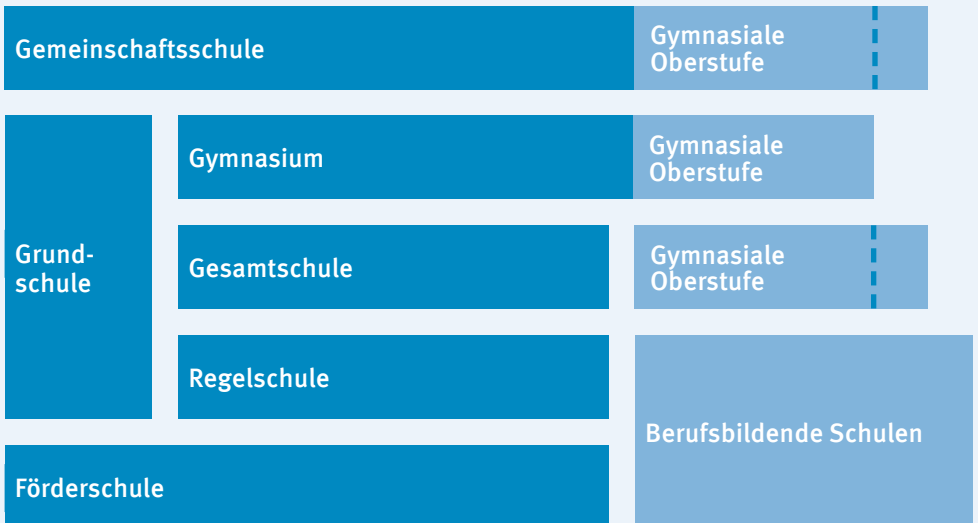 Gemeinschaftsschule
Gymnasiale
Oberstufe
Grund-
schule
Gymnasium
Gymnasiale
Oberstufe
Gesamtschule
Gymnasiale
Oberstufe
Regelschule
Berufsbildende Schulen
Förderschule